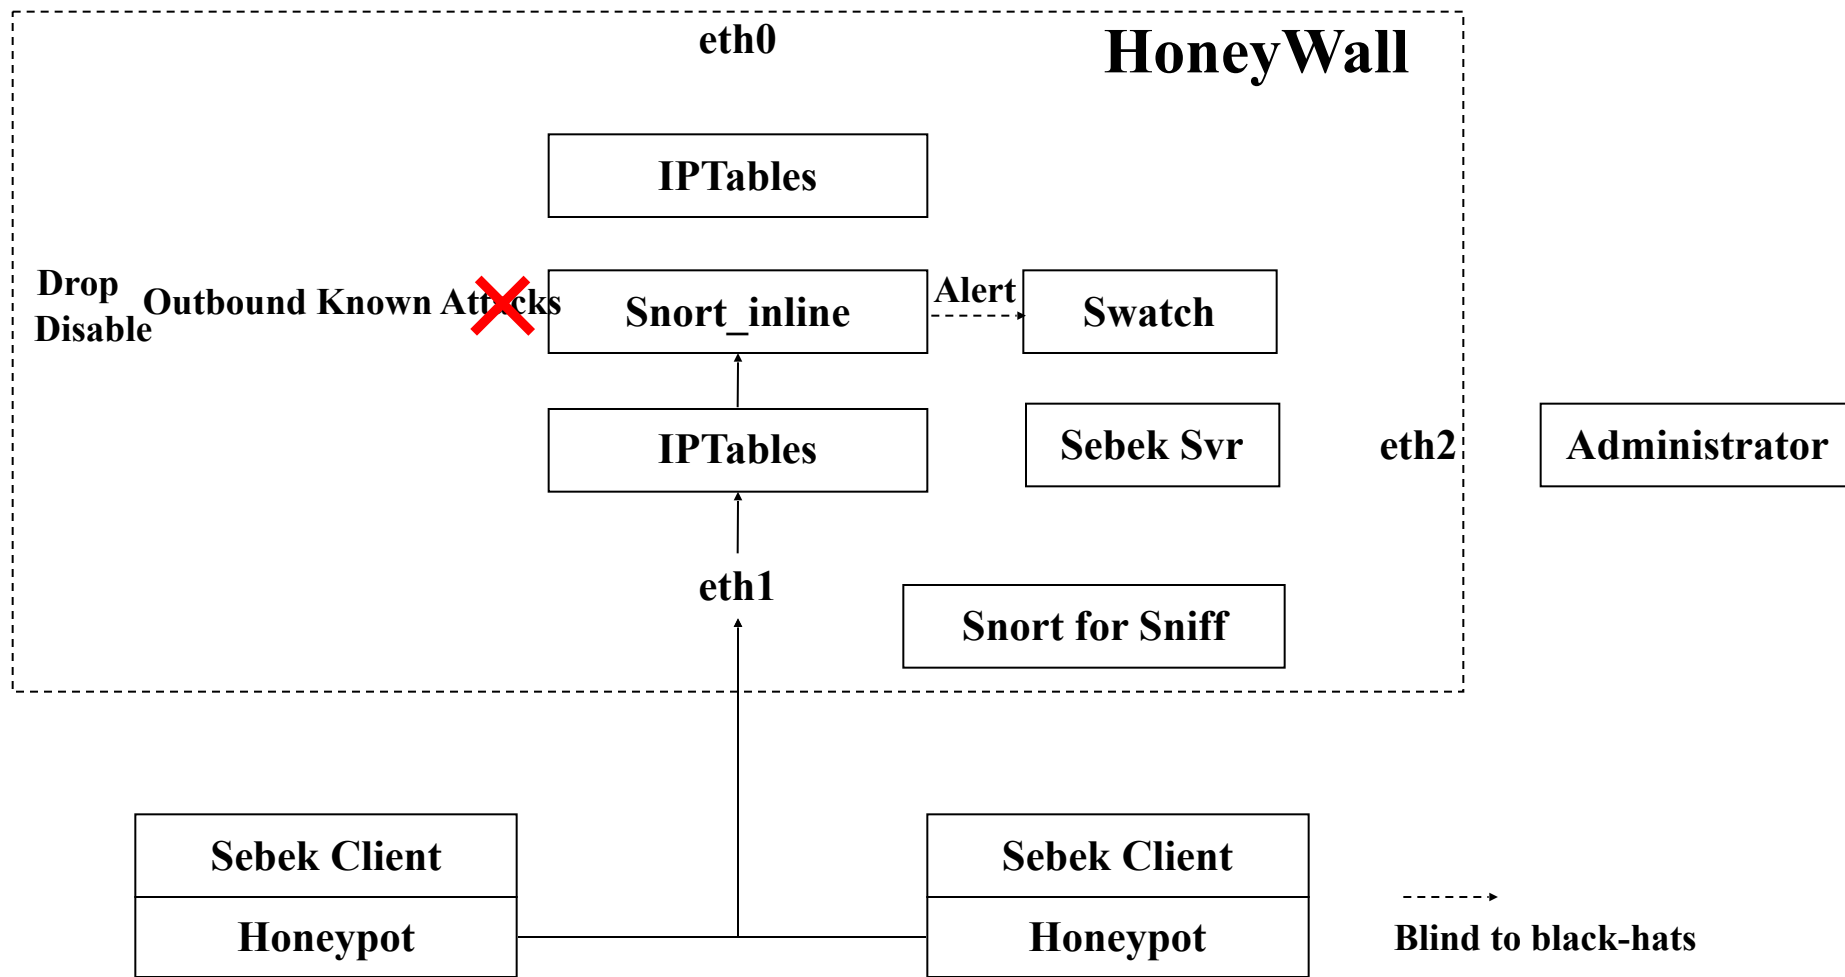 eth0
HoneyWall
IPTables
Drop
Disable
Outbound Known Attacks
Snort_inline
Alert
Swatch
IPTables
Sebek Svr
eth2
Administrator
eth1
Snort for Sniff
Sebek Client
Sebek Client
Honeypot
Honeypot
Blind to black-hats